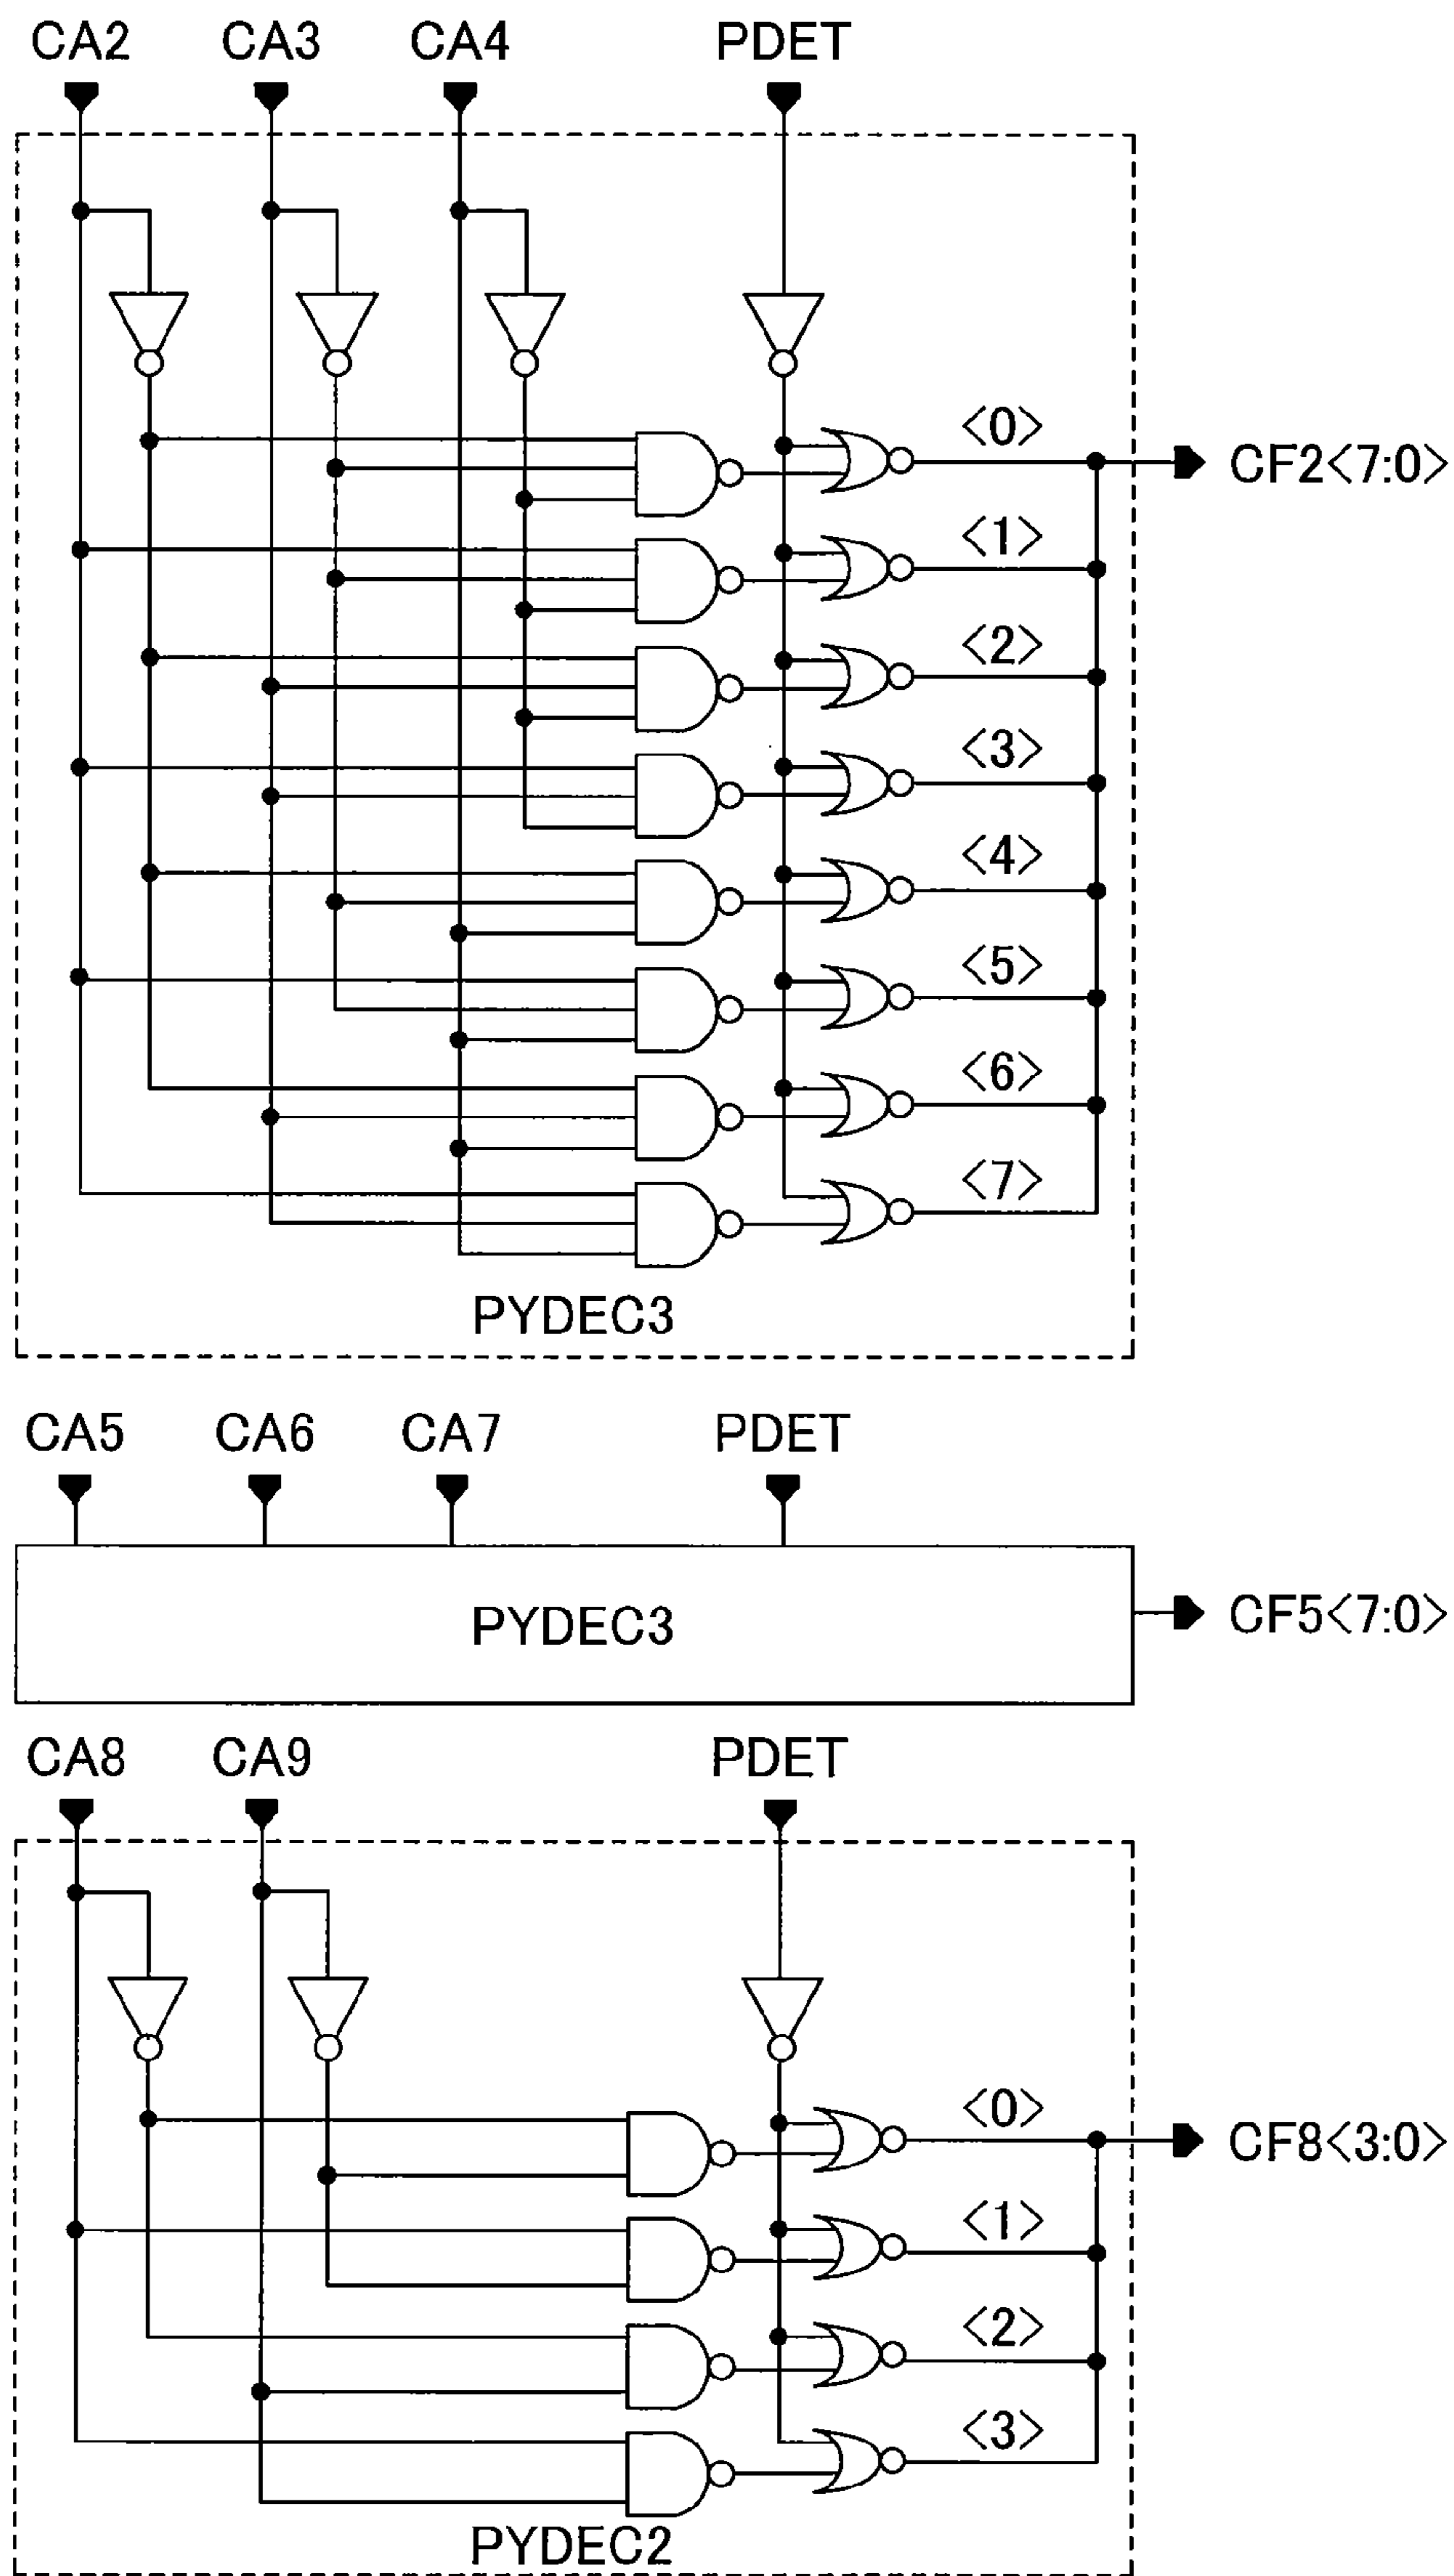 CA2 CA3 CA4 PDET
<0>
CF2<7:0>
<1>
<2>
<3>
<4>
<5>
<6>
<7>
PYDEC3
CA5 CA6 CA7 PDET
PYDEC3
CF5<7:0>
CA8 CA9 PDET
<0>
CF8<3:0>
<1>
<2>
<3>
PYDEC2